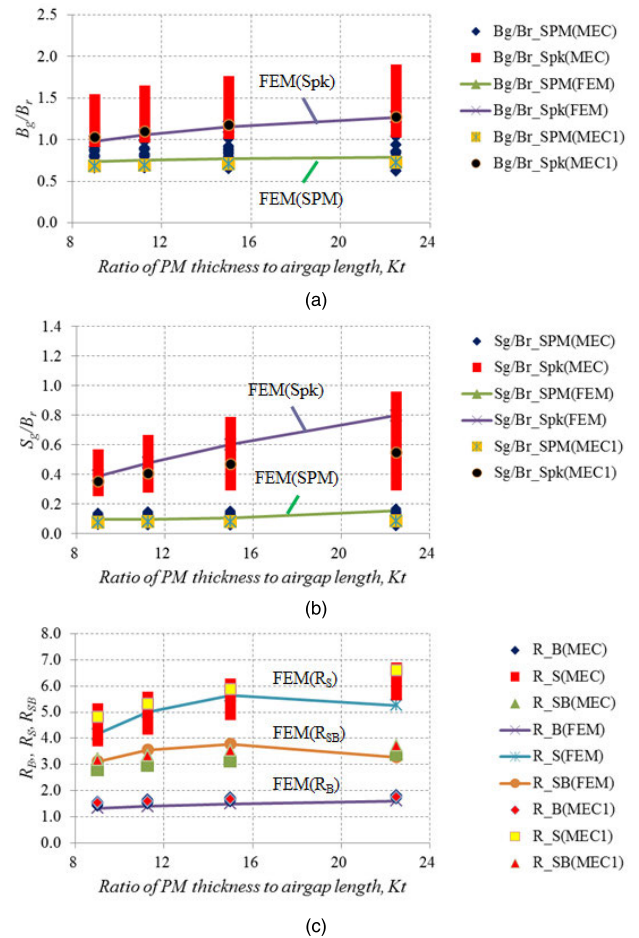 (a)
2.5
2.0
1.5
1.0
0.5
0.0
Bg/Br
FEM(Spk)
FEM(SPM)
8 12 16 20 24
Ratio of PM thickness to airgap length, Kt
Bg/Br_SPM(MEC)
Bg/Br_Spk(MEC)
Bg/Br_SPM(FEM)
Bg/Br_Spk(FEM)
Bg/Br_SPM(MEC1)
Bg/Br_Spk(MEC1)
(a)
1.4
1.2
1.0
0.8
0.6
0.4
0.2
0.0
Sg/Br
FEM(Spk)
FEM(SPM)
8 12 16 20 24
Ratio of PM thickness to airgap length, Kt
Sg/Br_SPM(MEC)
Sg/Br_Spk(MEC)
Sg/Br_SPM(FEM)
Sg/Br_Spk(FEM)
Sg/Br_SPM(MEC1)
Sg/Br_Spk(MEC1)
(b)
8.0
7.0
6.0
5.0
4.0
3.0
2.0
1.0
0.0
RB, RS, RSB
FEM(RS)
FEM(RSB)
FEM(RB)
8 12 16 20 24
Ratio of PM thickness to airgap length, Kt
R_B(MEC)
R_S(MEC)
R_SB(MEC)
R_B(FEM)
R_S(FEM)
R_SB(FEM)
R_B(MEC1)
R_S(MEC1)
R_SB(MEC1)
(c)